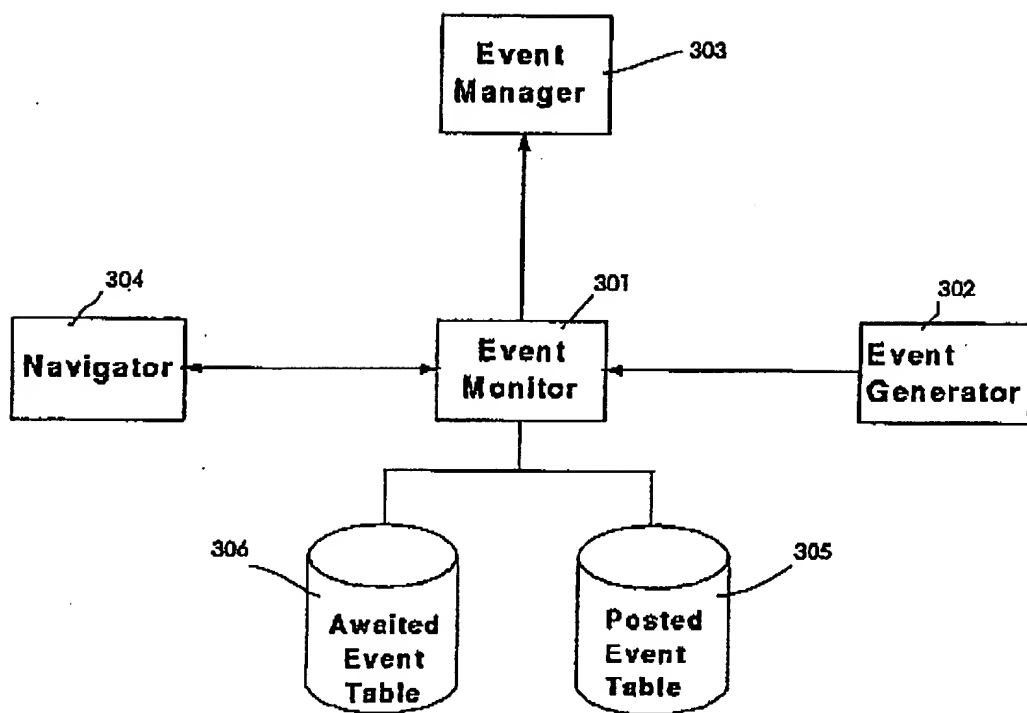 Event
Manager
303
304
Navigator
301
Event
Monitor
302
Event
Generator
306
Awaited
Event
Table
305
Posted
Event
Table